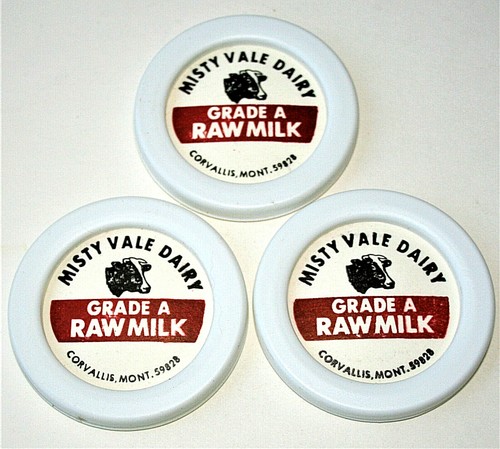 MISTY VALE DAIRY
GRADE A
RAW MILK
CORVALLIS, MONT. 59828
MISTY VALE DAIRY
GRADE A
RAW MILK
CORVALLIS, MONT. 59828
MISTY VALE DAIRY
GRADE A
RAW MILK
CORVALLIS, MONT. 59828